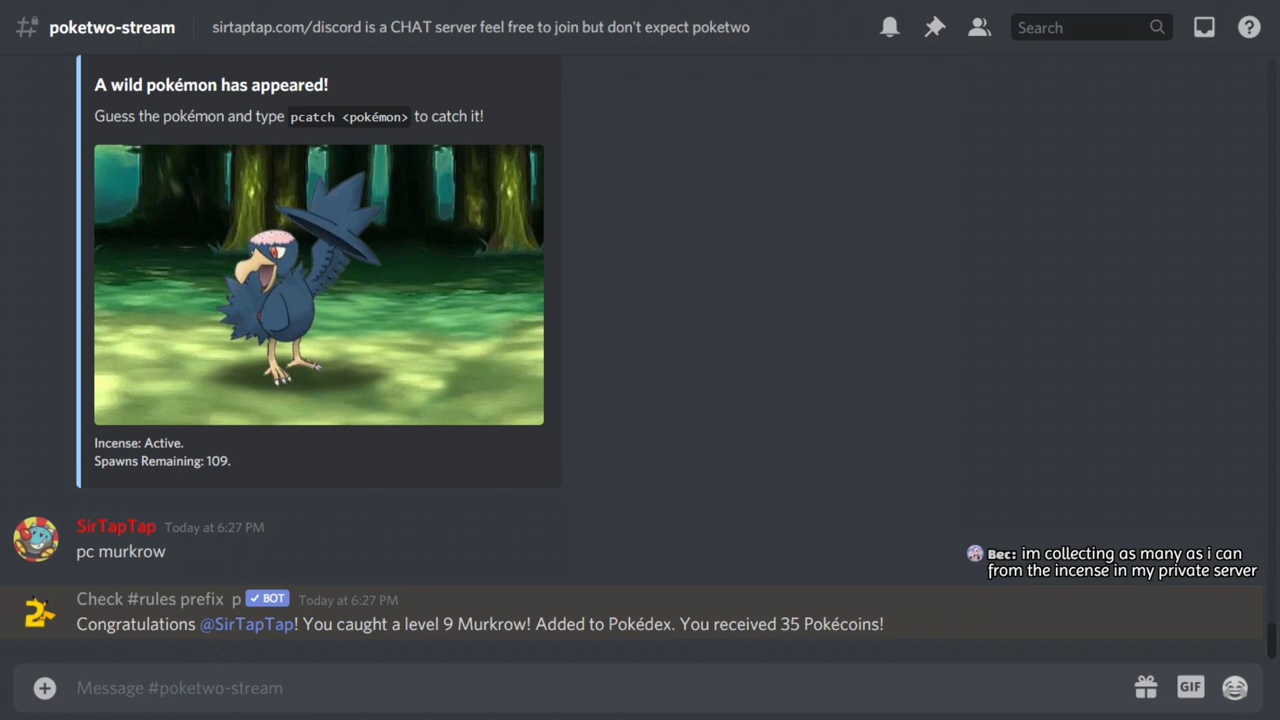 poketwo-stream
sirtaptap.com/discord is a CHAT server feel free to join but don't expect poketwo
Search
A wild pokémon has appeared!
Guess the pokémon and type pcatch <pokémon> to catch it!
Incense: Active.
Spawns Remaining: 109.
SirTapTap Today at 6:27 PM
pc murkrow
Bec: im collecting as many as i can
from the incense in my private server
Check #rules prefix p BOT Today at 6:27 PM
Congratulations @SirTapTap! You caught a level 9 Murkrow! Added to Pokédex. You received 35 Pokécoins!
Message #poketwo-stream
GIF